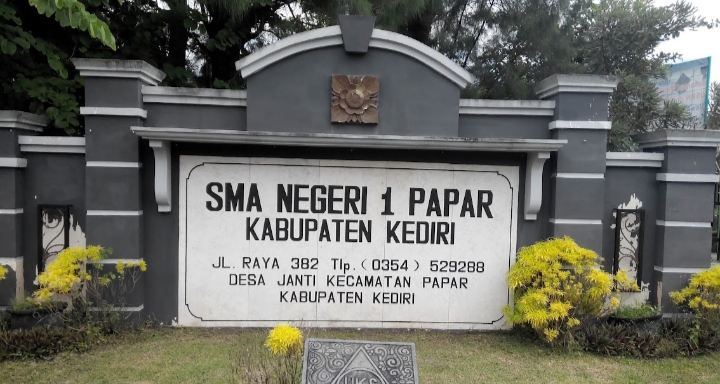 SMA NEGERI 1 PAPAR
KABUPATEN KEDIRI
JL. RAYA 382 Tlp. (0354) 529288
DESA JANTI KECAMATAN PAPAR
KABUPATEN KEDIRI